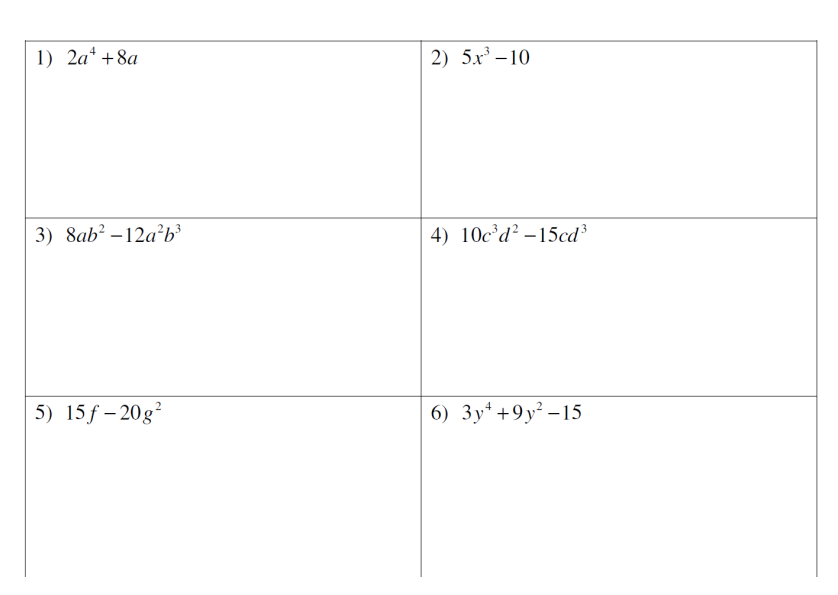 1) 2a⁴ + 8a
2) 5x³ − 10
3) 8ab² − 12a²b³
4) 10c³d² − 15cd³
5) 15f − 20g²
6) 3y⁴ + 9y² − 15